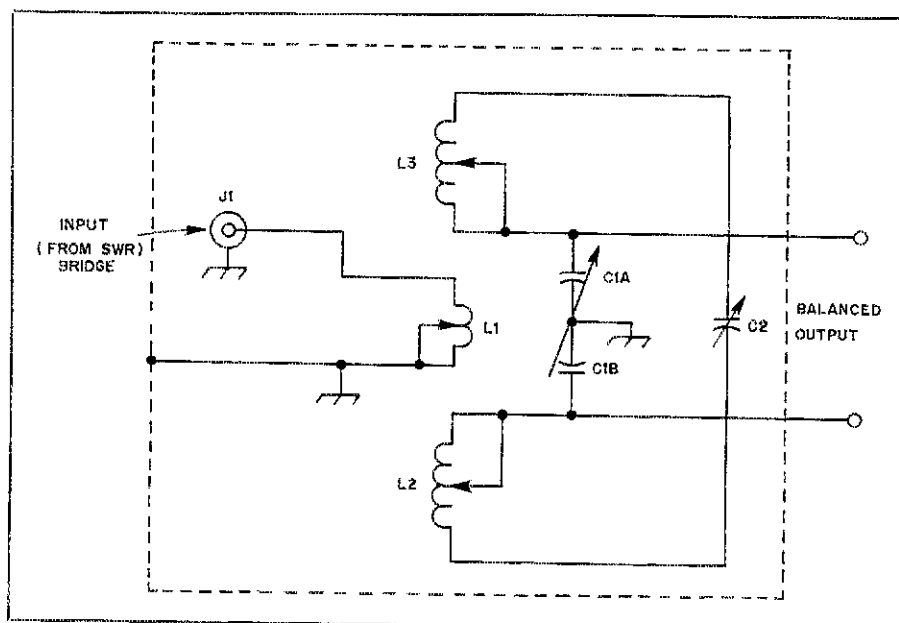 L3
J1
INPUT
(FROM SWR)
BRIDGE
C1A
L1
C2
BALANCED
OUTPUT
C1B
L2